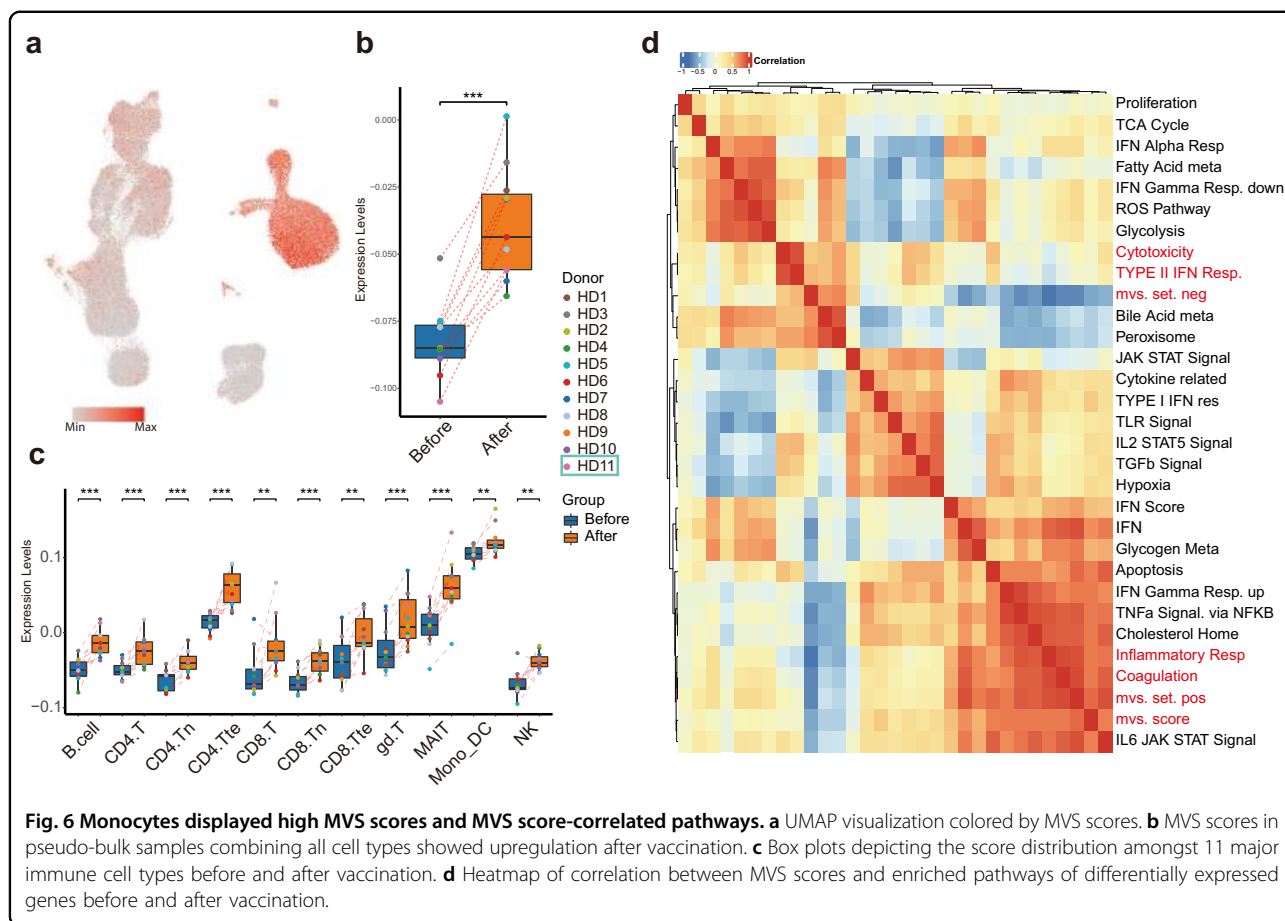 a
Min
Max
b
***
Expression Levels
0.000
−0.025
−0.050
−0.075
−0.100
Before
After
Donor
HD1
HD3
HD2
HD4
HD5
HD6
HD7
HD8
HD9
HD10
HD11
Group
Before
After
c
*** *** *** *** ** *** ** *** *** ** **
Expression Levels
0.1
0.0
−0.1
B.cell
CD4.T
CD4.Tn
CD4.Tte
CD8.T
CD8.Tn
CD8.Tte
gd.T
MAIT
Mono_DC
NK
d
Correlation
−1 −0.5 0 0.5 1
Proliferation
TCA Cycle
IFN Alpha Resp
Fatty Acid meta
IFN Gamma Resp. down
ROS Pathway
Glycolysis
Cytotoxicity
TYPE II IFN Resp.
mvs. set. neg
Bile Acid meta
Peroxisome
JAK STAT Signal
Cytokine related
TYPE I IFN res
TLR Signal
IL2 STAT5 Signal
TGFb Signal
Hypoxia
IFN Score
IFN
Glycogen Meta
Apoptosis
IFN Gamma Resp. up
TNFa Signal. via NFKB
Cholesterol Home
Inflammatory Resp
Coagulation
mvs. set. pos
mvs. score
IL6 JAK STAT Signal
Fig. 6 Monocytes displayed high MVS scores and MVS score-correlated pathways. a UMAP visualization colored by MVS scores. b MVS scores in
pseudo-bulk samples combining all cell types showed upregulation after vaccination. c Box plots depicting the score distribution amongst 11 major
immune cell types before and after vaccination. d Heatmap of correlation between MVS scores and enriched pathways of differentially expressed
genes before and after vaccination.